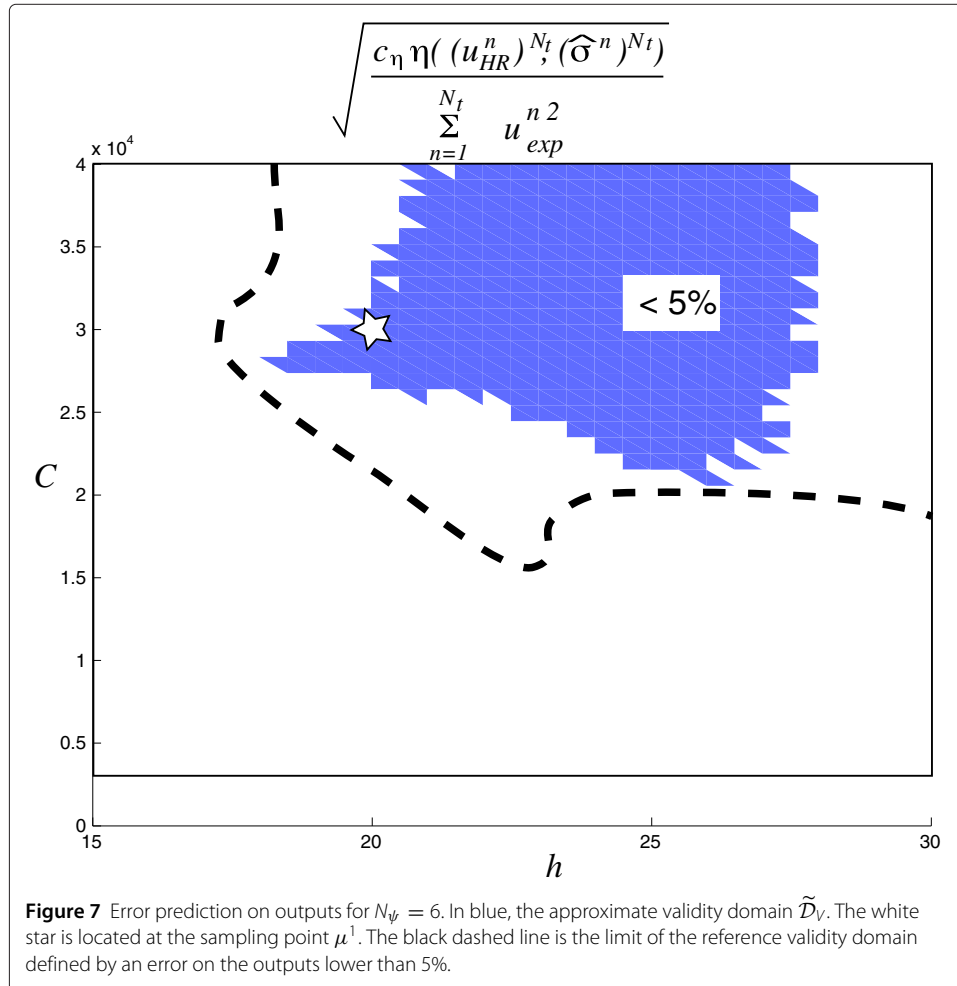 c_η η( (u^n_HR)^{N_t}, (σ̂^n)^{N_t})
N_t
Σ u^{n 2}_exp
n=1
x 10^4
4
3.5
< 5%
3
2.5
C
2
1.5
1
0.5
0
15 20 25 30
h
Figure 7 Error prediction on outputs for N_ψ = 6. In blue, the approximate validity domain D̃_V. The white
star is located at the sampling point μ^1. The black dashed line is the limit of the reference validity domain
defined by an error on the outputs lower than 5%.